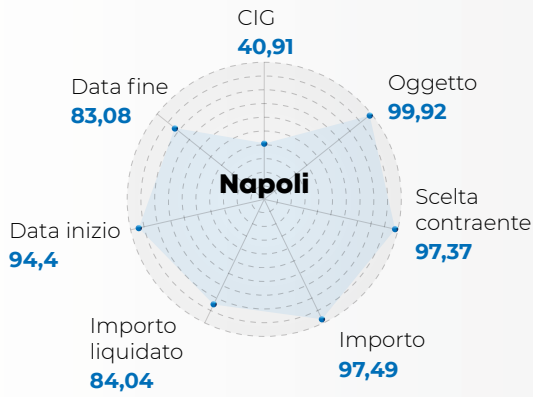 CIG
40,91
Oggetto
99,92
Scelta
contraente
97,37
Importo
97,49
Importo
liquidato
84,04
Data inizio
94,4
Data fine
83,08
Napoli